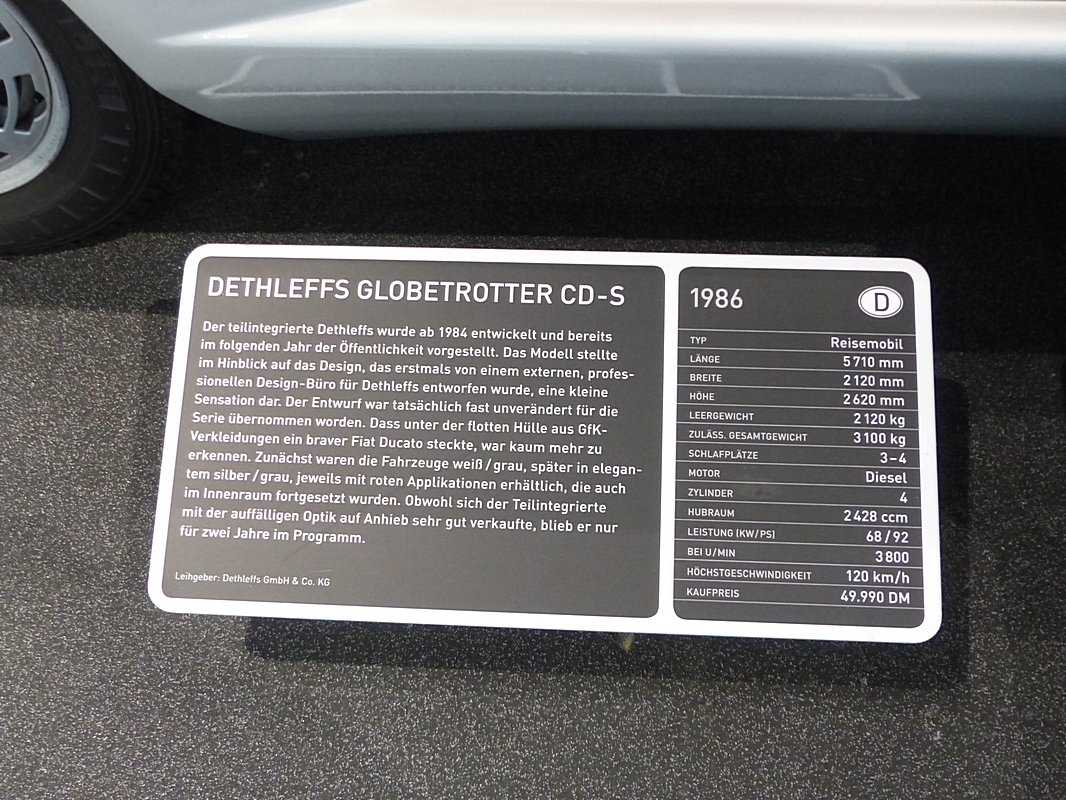 DETHLEFFS GLOBETROTTER CD-S
Der teilintegrierte Dethleffs wurde ab 1984 entwickelt und bereits
im folgenden Jahr der Öffentlichkeit vorgestellt. Das Modell stellte
im Hinblick auf das Design, das erstmals von einem externen, profes-
sionellen Design-Büro für Dethleffs entworfen wurde, eine kleine
Sensation dar. Der Entwurf war tatsächlich fast unverändert für die
Serie übernommen worden. Dass unter der flotten Hülle aus GfK-
Verkleidungen ein braver Fiat Ducato steckte, war kaum mehr zu
erkennen. Zunächst waren die Fahrzeuge weiß/grau, später in elegan-
tem silber/grau, jeweils mit roten Applikationen erhältlich, die auch
im Innenraum fortgesetzt wurden. Obwohl sich der Teilintegrierte
mit der auffälligen Optik auf Anhieb sehr gut verkaufte, blieb er nur
für zwei Jahre im Programm.
Leihgeber: Dethleffs GmbH & Co. KG
1986 D
TYP Reisemobil
LÄNGE 5710 mm
BREITE 2120 mm
HÖHE 2620 mm
LEERGEWICHT 2120 kg
ZULÄSS. GESAMTGEWICHT 3100 kg
SCHLAFPLÄTZE 3-4
MOTOR Diesel
ZYLINDER 4
HUBRAUM 2428 ccm
LEISTUNG (KW/PS) 68/92
BEI U/MIN 3800
HÖCHSTGESCHWINDIGKEIT 120 km/h
KAUFPREIS 49.990 DM